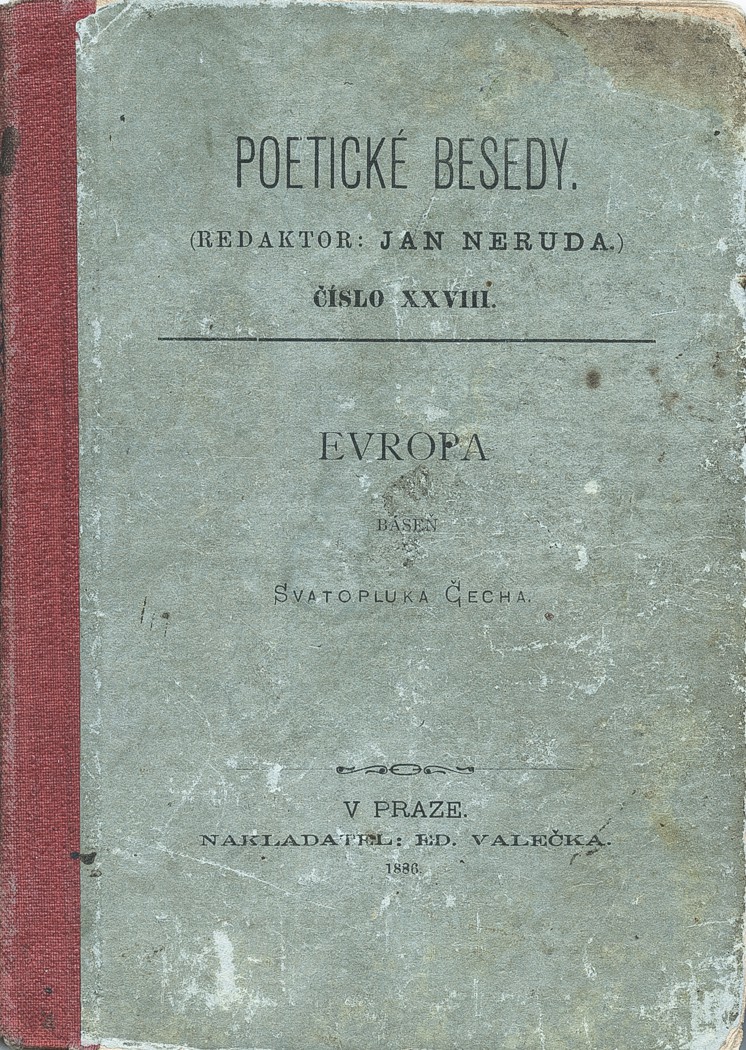 POETICKÉ BESEDY.
(REDAKTOR: JAN NERUDA.)
ČÍSLO XXVIII.
EVROPA
BÁSEŇ
SVATOPLUKA ČECHA.
V PRAZE.
NAKLADATEL: ED. VALEČKA.
1886.